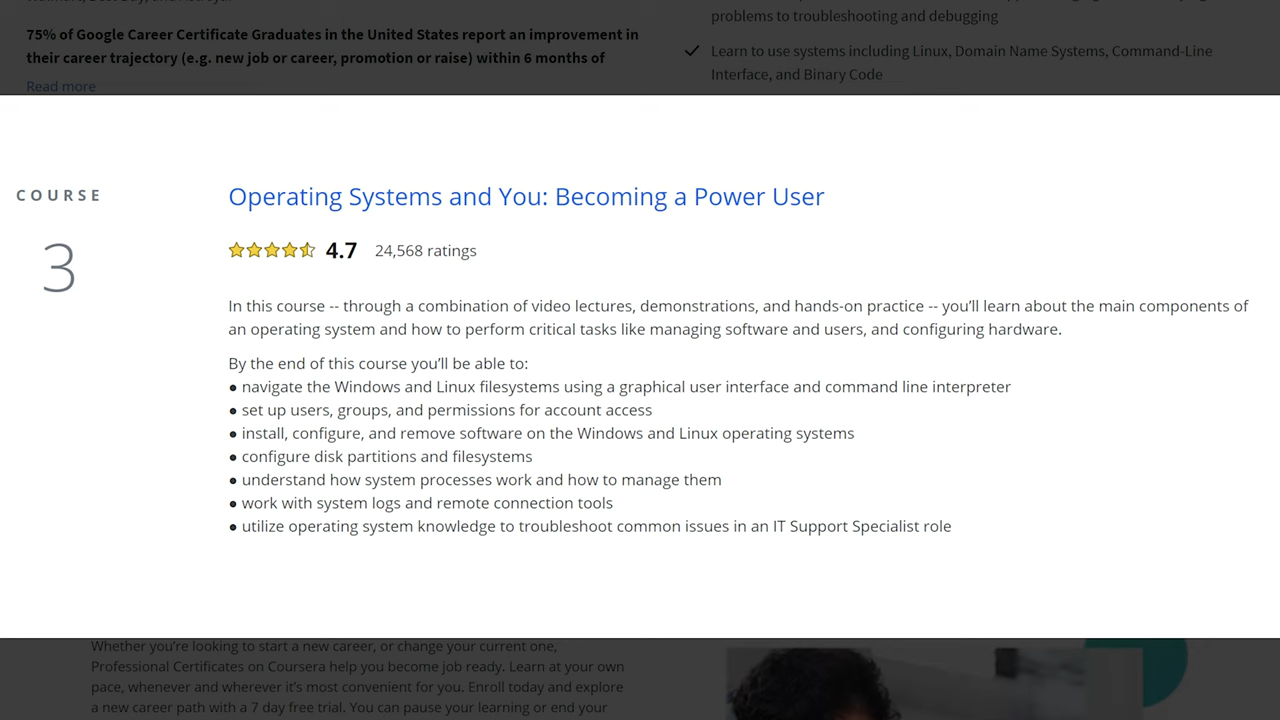 75% of Google Career Certificate Graduates in the United States report an improvement in
their career trajectory (e.g. new job or career, promotion or raise) within 6 months of
Read more
problems to troubleshooting and debugging
Learn to use systems including Linux, Domain Name Systems, Command-Line
Interface, and Binary Code
COURSE
3
Operating Systems and You: Becoming a Power User
4.7 24,568 ratings
In this course -- through a combination of video lectures, demonstrations, and hands-on practice -- you’ll learn about the main components of
an operating system and how to perform critical tasks like managing software and users, and configuring hardware.
By the end of this course you’ll be able to:
● navigate the Windows and Linux filesystems using a graphical user interface and command line interpreter
● set up users, groups, and permissions for account access
● install, configure, and remove software on the Windows and Linux operating systems
● configure disk partitions and filesystems
● understand how system processes work and how to manage them
● work with system logs and remote connection tools
● utilize operating system knowledge to troubleshoot common issues in an IT Support Specialist role
Whether you’re looking to start a new career, or change your current one,
Professional Certificates on Coursera help you become job ready. Learn at your own
pace, whenever and wherever it’s most convenient for you. Enroll today and explore
a new career path with a 7 day free trial. You can pause your learning or end your